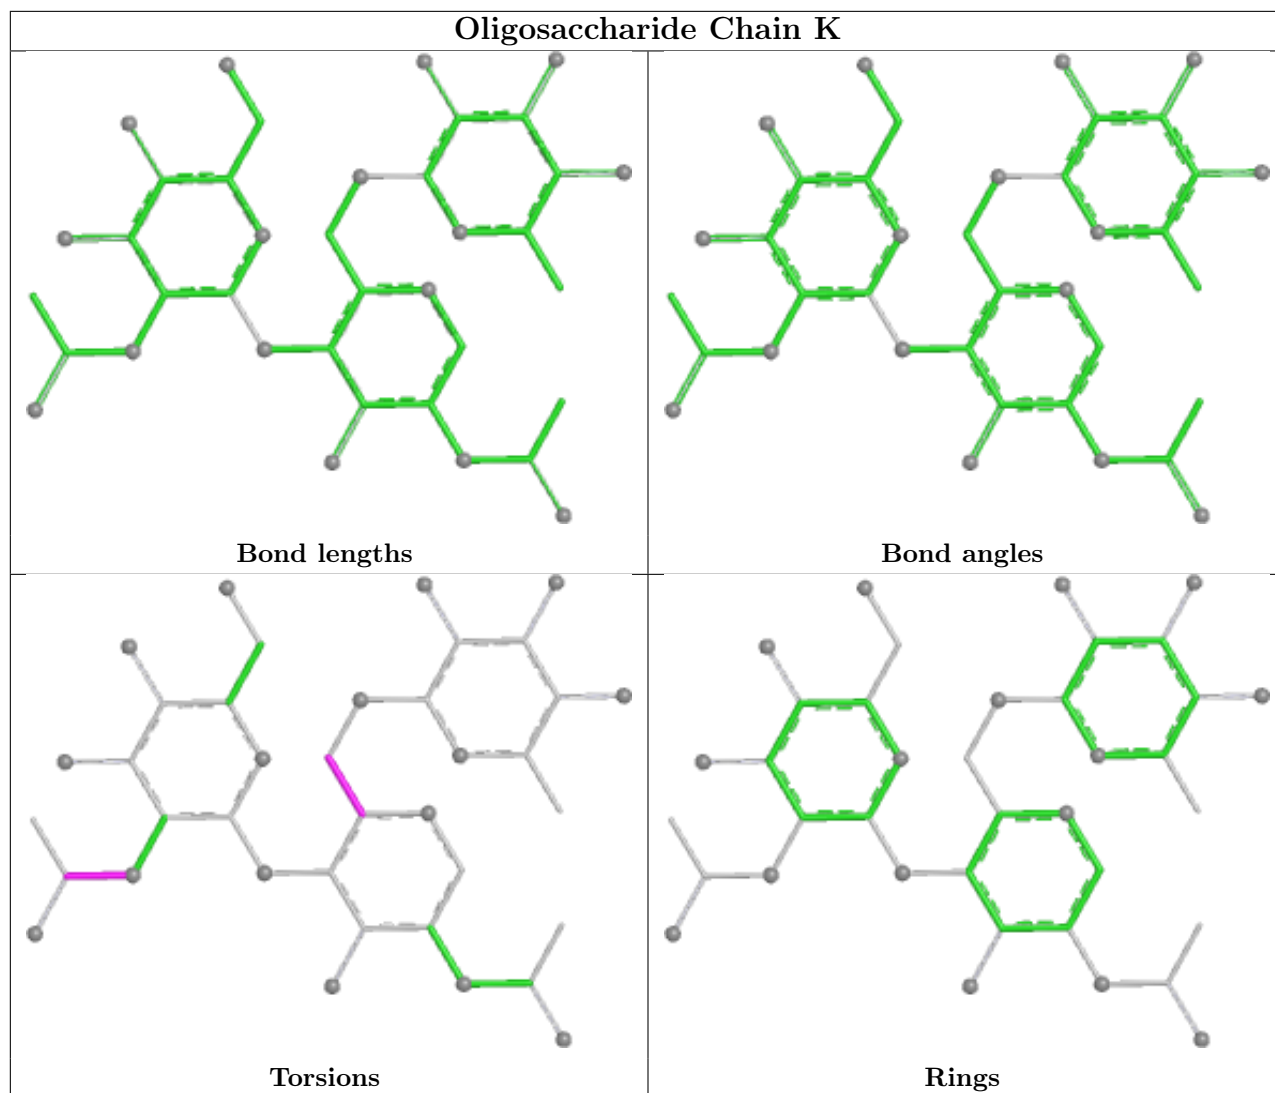 Oligosaccharide Chain K
Bond lengths
Bond angles
Torsions
Rings